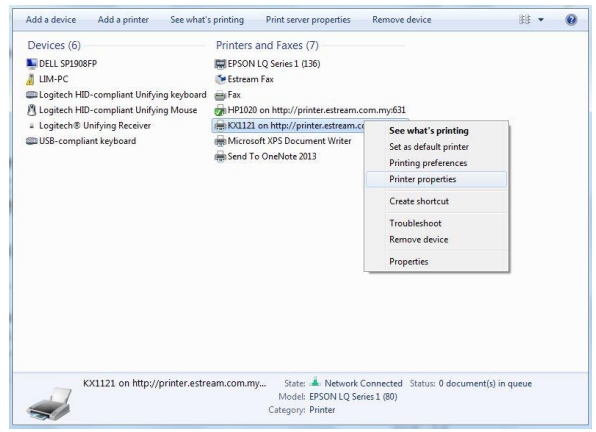 Add a device Add a printer See what's printing Print server properties Remove device
Devices (6)
DELL SP1908FP
LIM-PC
Logitech HID-compliant Unifying keyboard
Logitech HID-compliant Unifying Mouse
Logitech® Unifying Receiver
USB-compliant keyboard
Printers and Faxes (7)
EPSON LQ Series 1 (136)
Estream Fax
Fax
HP1020 on http://printer.estream.com.my:631
KX1121 on http://printer.estream.co
Microsoft XPS Document Writer
Send To OneNote 2013
See what's printing
Set as default printer
Printing preferences
Printer properties
Create shortcut
Troubleshoot
Remove device
Properties
KX1121 on http://printer.estream.com.my... State: Network Connected Status: 0 document(s) in queue
Model: EPSON LQ Series 1 (80)
Category: Printer